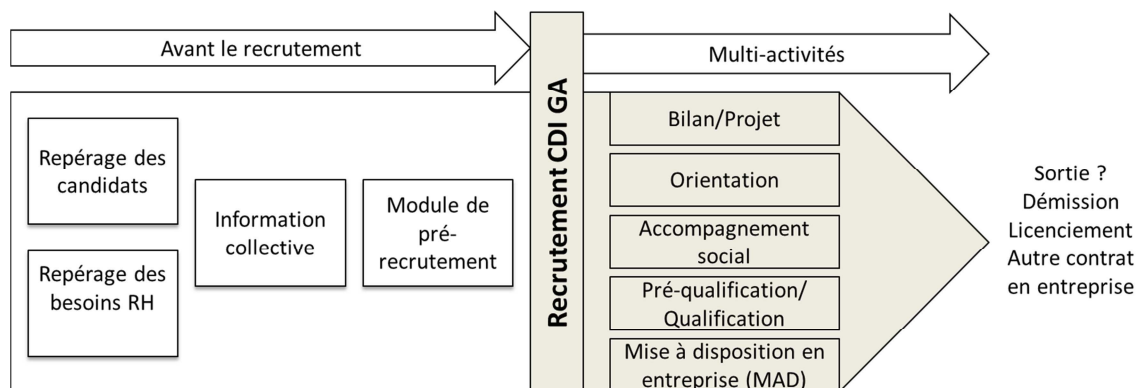 Avant le recrutement
Multi-activités
Repérage des
candidats
Repérage des
besoins RH
Information
collective
Module de
pré-
recrutement
Recrutement CDI GA
Bilan/Projet
Orientation
Accompagnement
social
Pré-qualification/
Qualification
Mise à disposition en
entreprise (MAD)
Sortie ?
Démission
Licenciement
Autre contrat
en entreprise